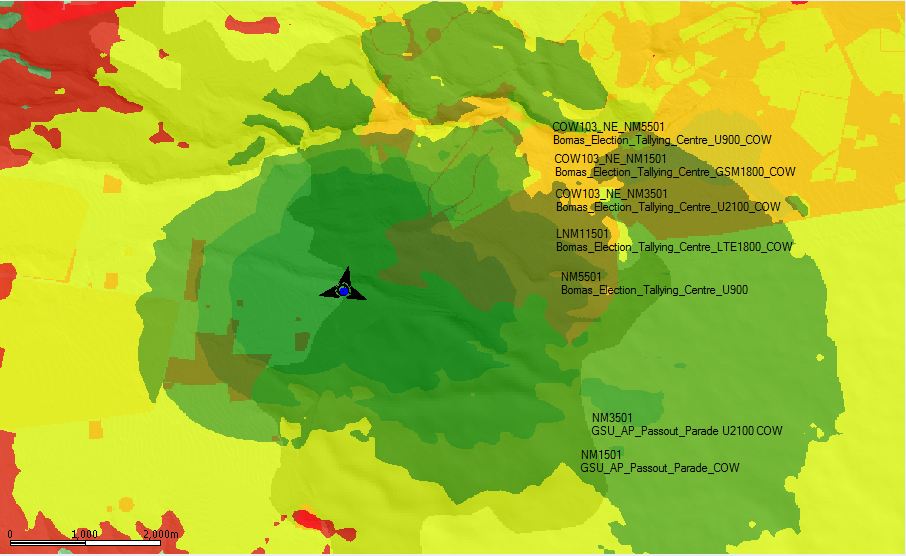 COW103_NE_NM5501
Bomas_Election_Tallying_Centre_U900_COW
COW103_NE_NM1501
Bomas_Election_Tallying_Centre_GSM1800_COW
COW103_NE_NM3501
Bomas_Election_Tallying_Centre_U2100_COW
LNM11501
Bomas_Election_Tallying_Centre_LTE1800_COW
NM5501
Bomas_Election_Tallying_Centre_U900
NM3501
GSU_AP_Passout_Parade U2100 COW
NM1501
GSU_AP_Passout_Parade_COW
0 1,000 2,000m